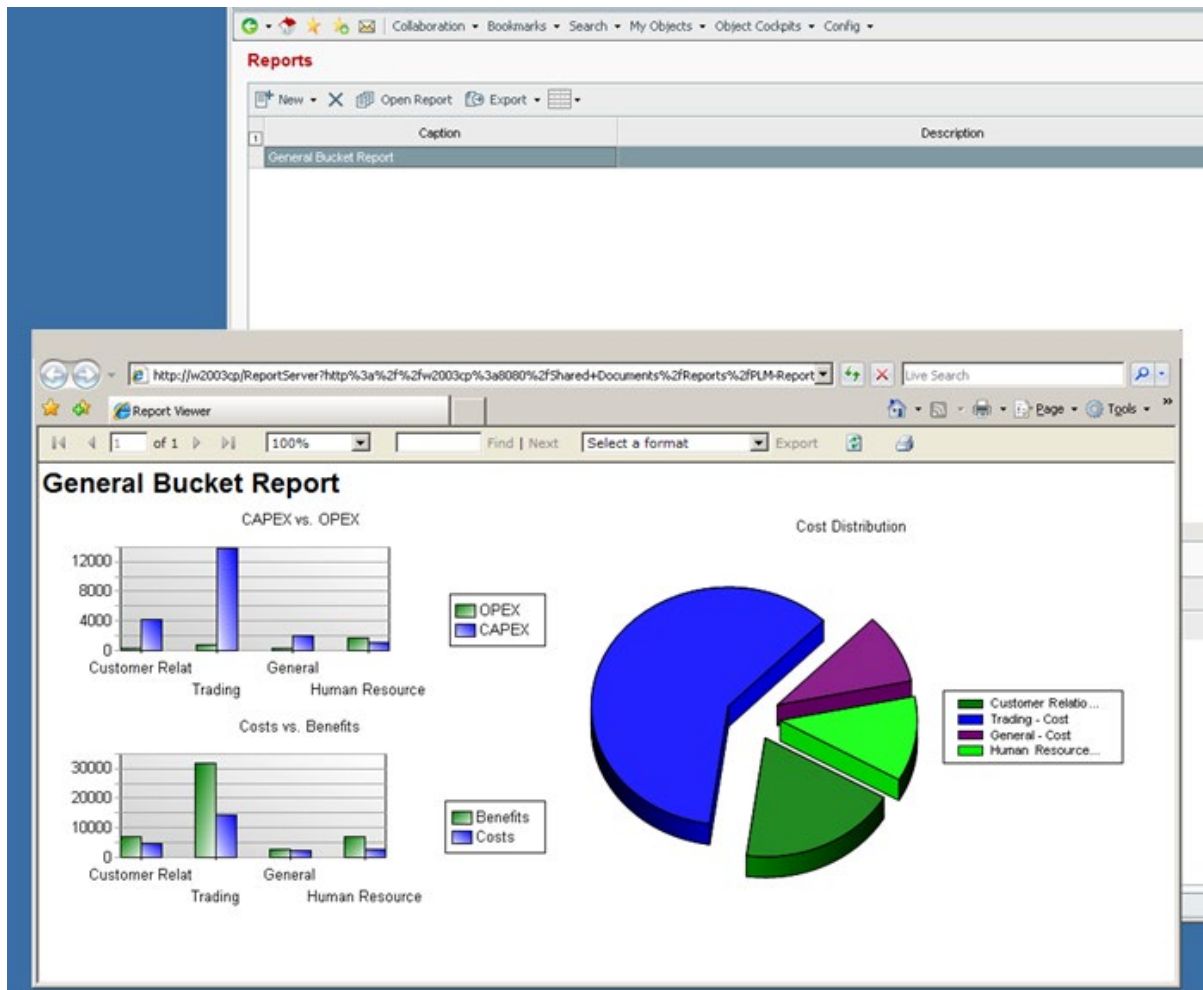 Collaboration Bookmarks Search My Objects Object Cockpits Config
Reports
New Open Report Export
1 Caption Description
General Bucket Report
http://w2003cp/ReportServer?http%3a%2f%2fw2003cp%3a8080%2fShared+Documents%2fReports%2fPLM-Report Live Search
Report Viewer Page Tools »
1 of 1 100% Find | Next Select a format Export
General Bucket Report
CAPEX vs. OPEX
12000
8000
4000
0
Customer Relat General
Trading Human Resource
OPEX
CAPEX
Costs vs. Benefits
30000
20000
10000
0
Customer Relat General
Trading Human Resource
Benefits
Costs
Cost Distribution
Customer Relatio...
Trading - Cost
General - Cost
Human Resource...